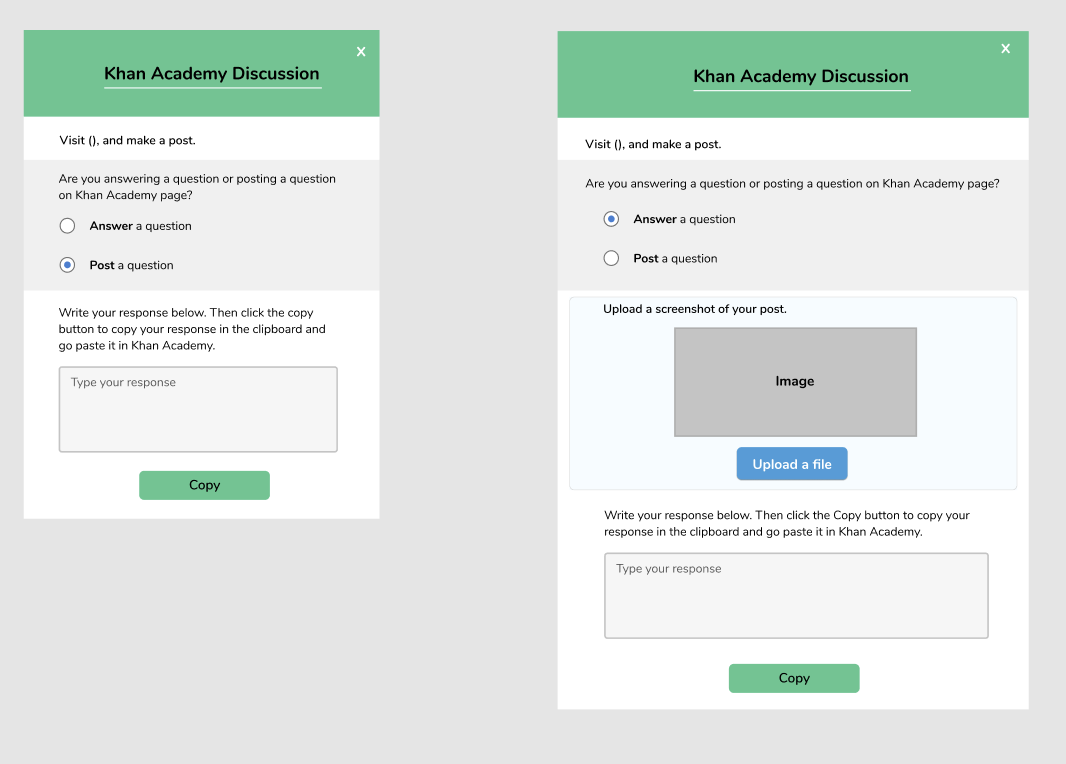 X
Khan Academy Discussion
Visit (), and make a post.
Are you answering a question or posting a question
on Khan Academy page?
Answer a question
Post a question
Write your response below. Then click the copy
button to copy your response in the clipboard and
go paste it in Khan Academy.
Type your response
Copy
X
Khan Academy Discussion
Visit (), and make a post.
Are you answering a question or posting a question on Khan Academy page?
Answer a question
Post a question
Upload a screenshot of your post.
Image
Upload a file
Write your response below. Then click the Copy button to copy your
response in the clipboard and go paste it in Khan Academy.
Type your response
Copy